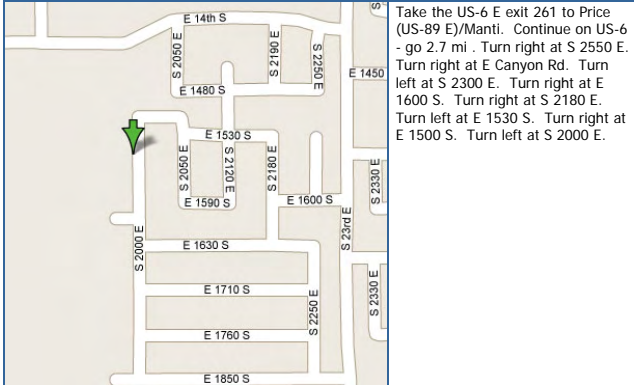 E 14th S
S
S 2050 E
S 2190 E
S 2250 E
E 1450
E 1480 S
E 1530 S
S 2050 E
S 2120 E
S 2180 E
S 2330 E
E 1590 S
E 1600 S
S 23rd E
S 2000 E
E 1630 S
E 1710 S
S 2250 E
S 2330 E
E 1760 S
E 1850 S
Take the US-6 E exit 261 to Price
(US-89 E)/Manti. Continue on US-6
- go 2.7 mi . Turn right at S 2550 E.
Turn right at E Canyon Rd. Turn
left at S 2300 E. Turn right at E
1600 S. Turn right at S 2180 E.
Turn left at E 1530 S. Turn right at
E 1500 S. Turn left at S 2000 E.